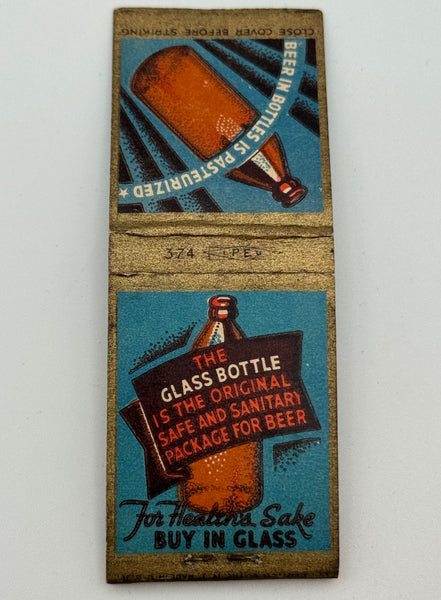 CLOSE COVER BEFORE STRIKING
BEER IN BOTTLES IS PASTEURIZED
374
THE
GLASS BOTTLE
IS THE ORIGINAL
SAFE AND SANITARY
PACKAGE FOR BEER
For Health's Sake
BUY IN GLASS